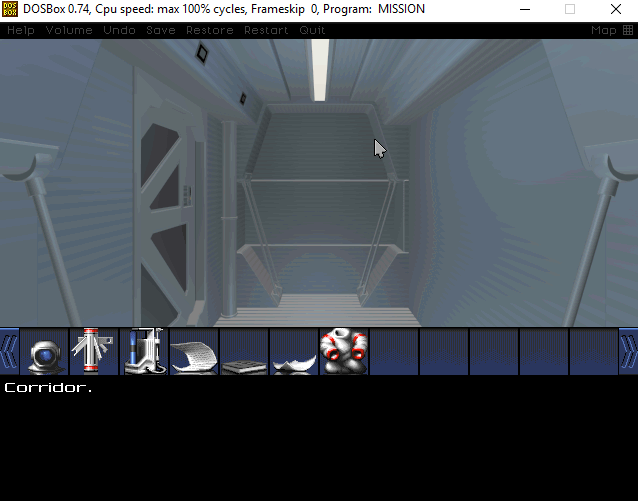 DOSBox 0.74, Cpu speed: max 100% cycles, Frameskip 0, Program: MISSION
Help Volume Undo Save Restore Restart Quit Map
Corridor.